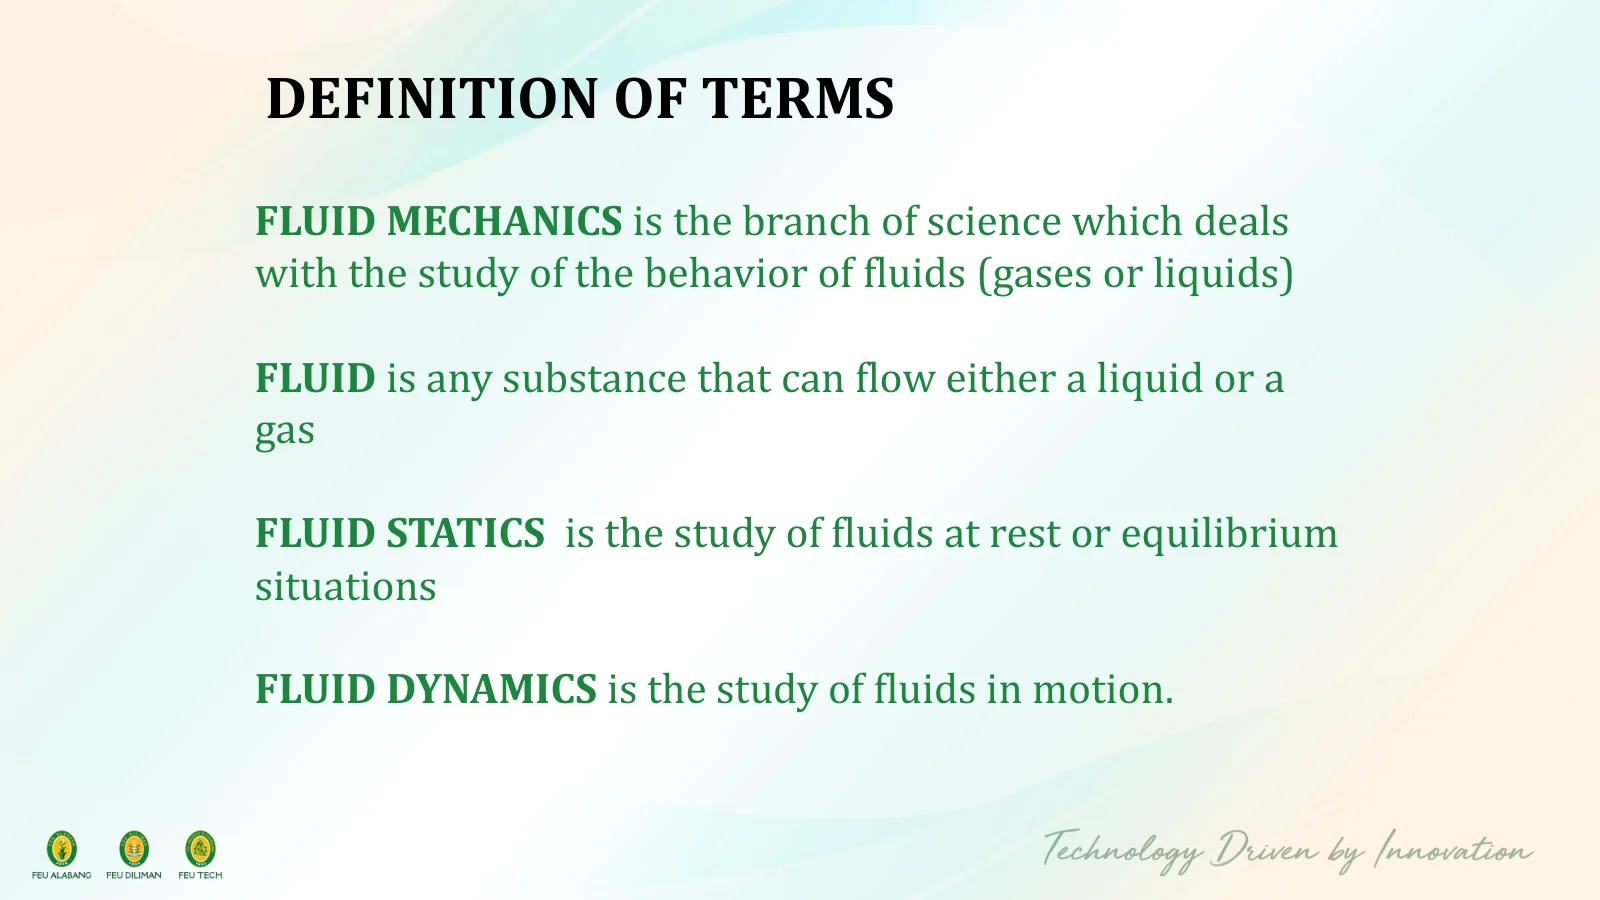 DEFINITION OF TERMS
FLUID MECHANICS is the branch of science which deals
with the study of the behavior of fluids (gases or liquids)
FLUID is any substance that can flow either a liquid or a
gas
FLUID STATICS is the study of fluids at rest or equilibrium
situations
FLUID DYNAMICS is the study of fluids in motion.
FEU ALABANG FEU DILIMAN FEU TECH
Technology Driven by Innovation